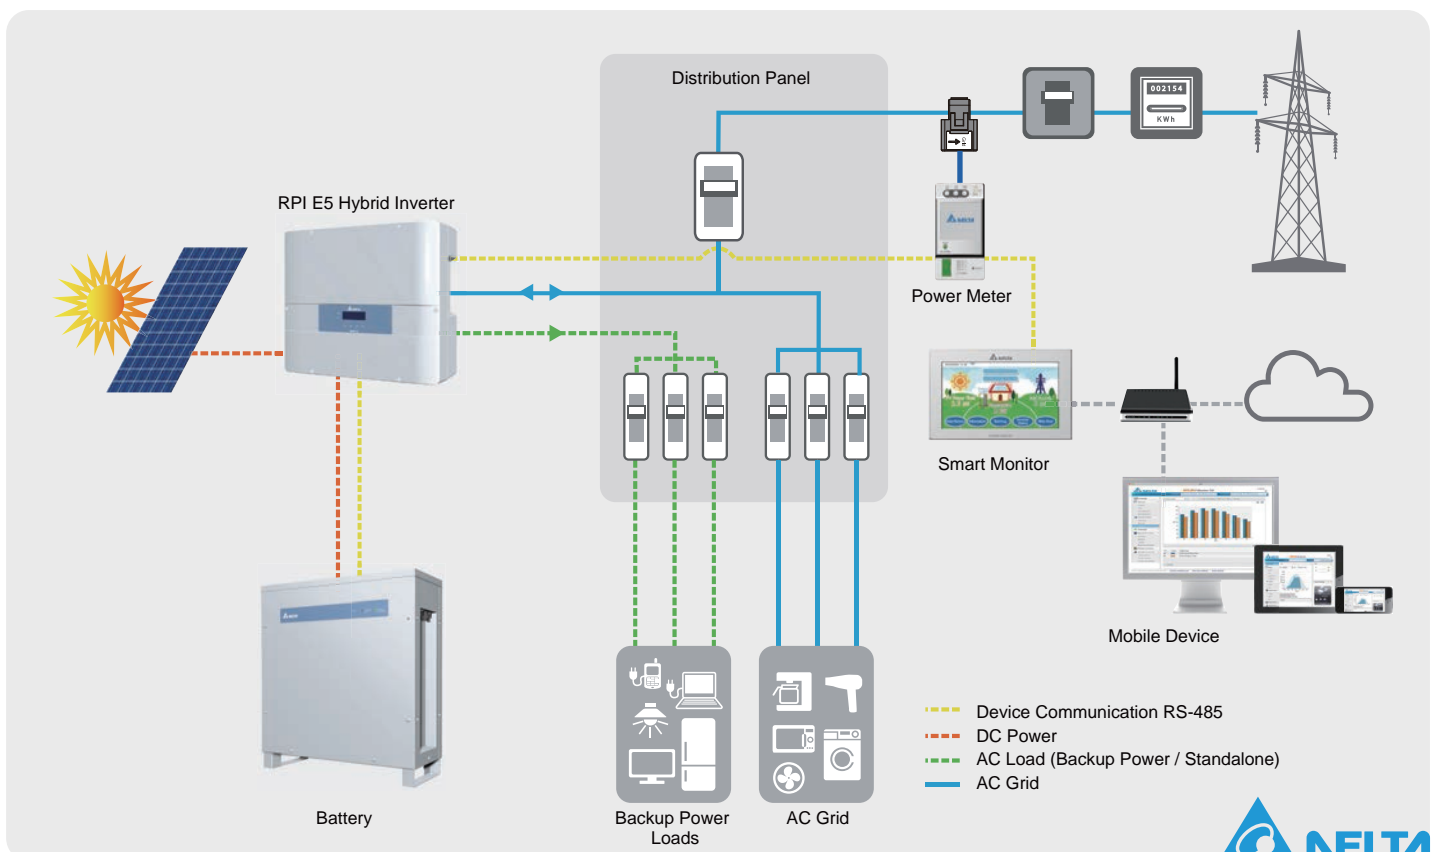 Distribution Panel
002154
KWh
RPI E5 Hybrid Inverter
Power Meter
Smart Monitor
Mobile Device
Device Communication RS-485
DC Power
AC Load (Backup Power / Standalone)
AC Grid
Battery
Backup Power
Loads
AC Grid